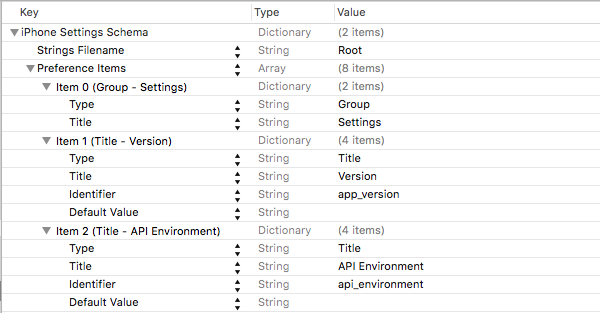 Key Type Value
iPhone Settings Schema Dictionary (2 items)
Strings Filename String Root
Preference Items Array (8 items)
Item 0 (Group - Settings) Dictionary (2 items)
Type String Group
Title String Settings
Item 1 (Title - Version) Dictionary (4 items)
Type String Title
Title String Version
Identifier String app_version
Default Value String
Item 2 (Title - API Environment) Dictionary (4 items)
Type String Title
Title String API Environment
Identifier String api_environment
Default Value String